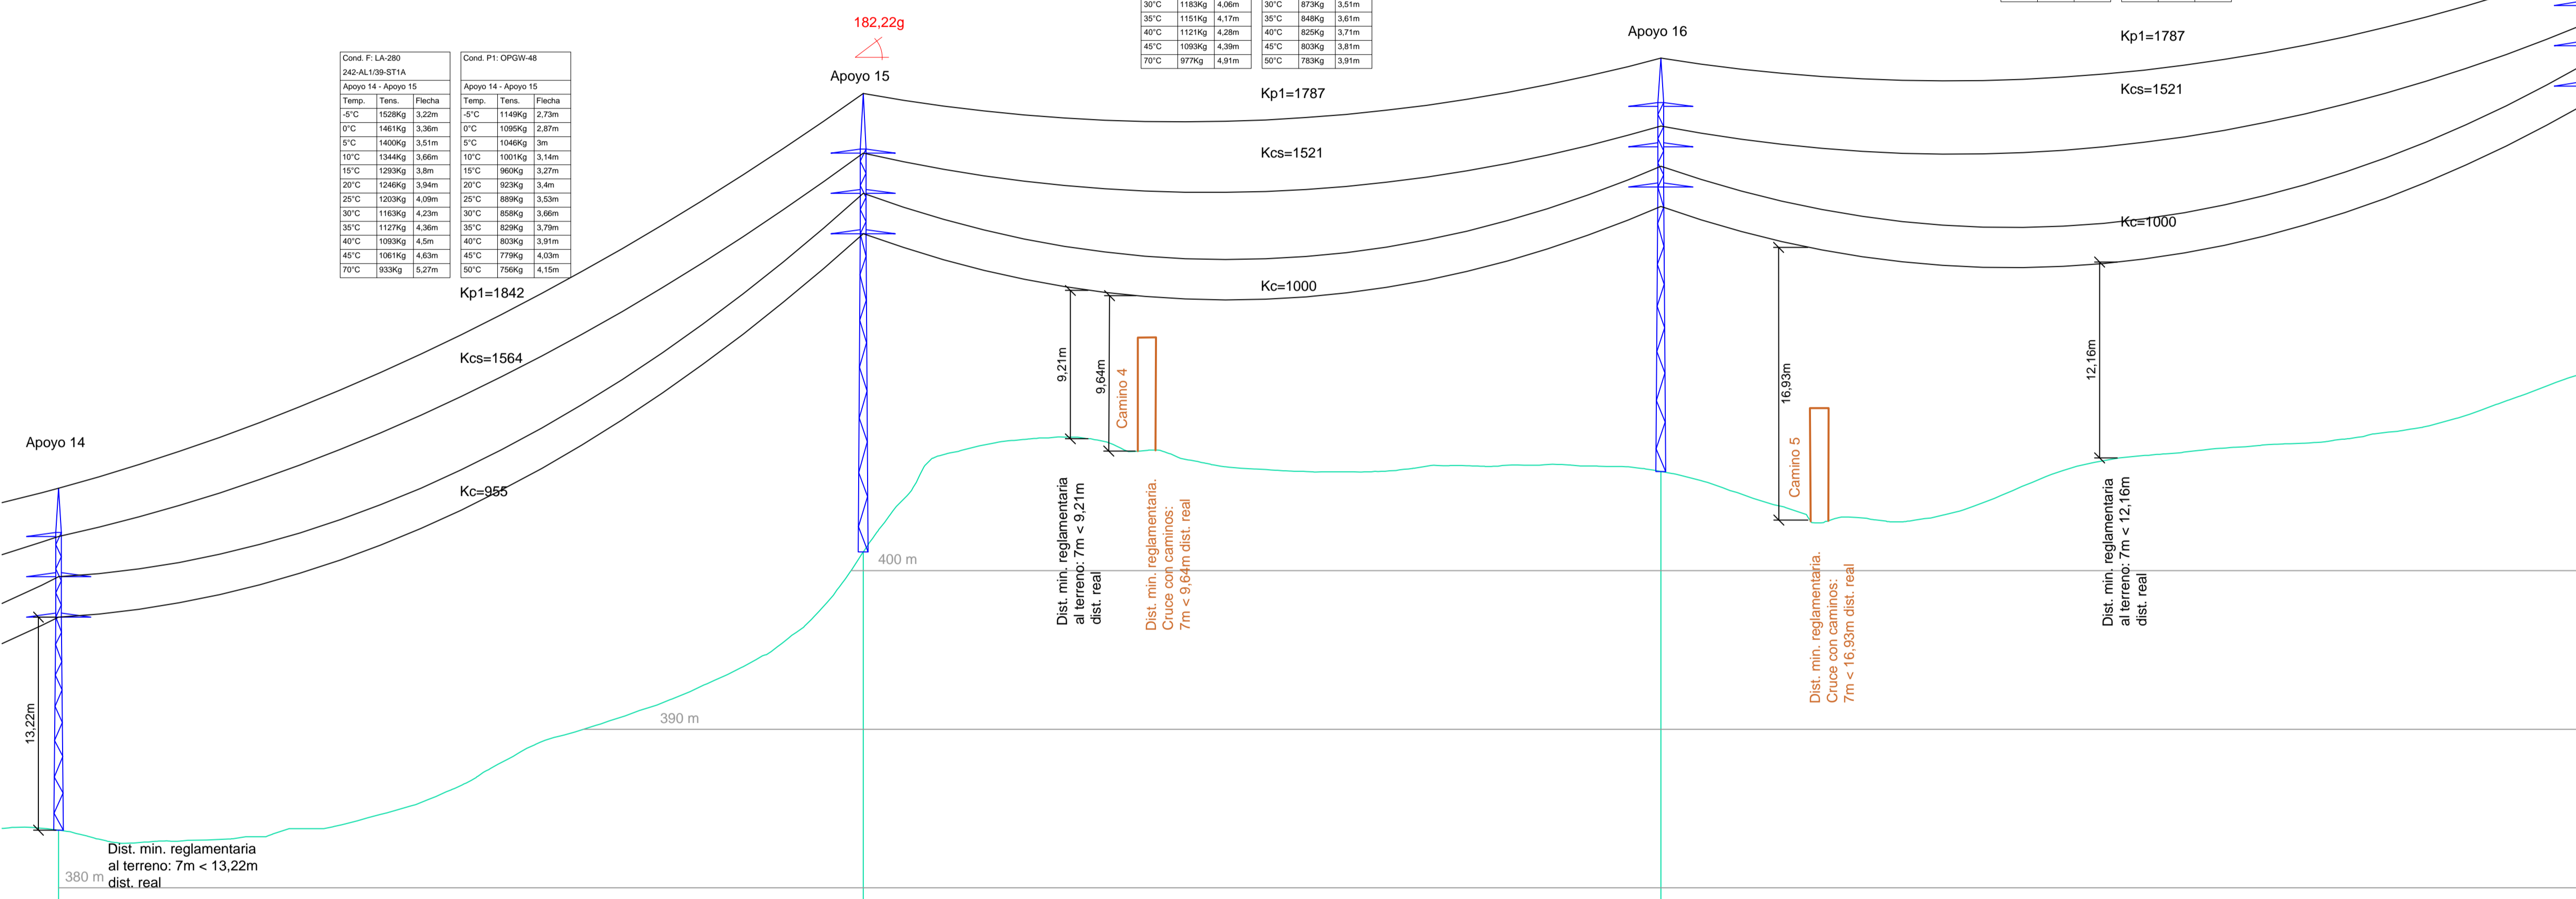 182,22g
Apoyo 15
Cond. F: LA-280
242-AL1/39-ST1A
Apoyo 14 - Apoyo 15
Temp. Tens. Flecha
-5°C 1528Kg 3,22m
0°C 1461Kg 3,36m
5°C 1400Kg 3,51m
10°C 1344Kg 3,66m
15°C 1293Kg 3,8m
20°C 1246Kg 3,94m
25°C 1203Kg 4,09m
30°C 1163Kg 4,23m
35°C 1127Kg 4,36m
40°C 1093Kg 4,5m
45°C 1061Kg 4,63m
70°C 933Kg 5,27m
Cond. P1: OPGW-48
Apoyo 14 - Apoyo 15
Temp. Tens. Flecha
-5°C 1149Kg 2,73m
0°C 1095Kg 2,87m
5°C 1046Kg 3m
10°C 1001Kg 3,14m
15°C 960Kg 3,27m
20°C 923Kg 3,4m
25°C 889Kg 3,53m
30°C 858Kg 3,66m
35°C 829Kg 3,79m
40°C 803Kg 3,91m
45°C 779Kg 4,03m
50°C 756Kg 4,15m
30°C 1183Kg 4,06m
35°C 1151Kg 4,17m
40°C 1121Kg 4,28m
45°C 1093Kg 4,39m
70°C 977Kg 4,91m
30°C 873Kg 3,51m
35°C 848Kg 3,61m
40°C 825Kg 3,71m
45°C 803Kg 3,81m
50°C 783Kg 3,91m
Apoyo 16
Kp1=1787
Kcs=1521
Kc=1000
Kp1=1787
Kcs=1521
Kc=1000
Kp1=1842
Kcs=1564
Kc=955
Apoyo 14
13,22m
9,21m
9,64m
Camino 4
16,93m
Camino 5
12,16m
Dist. min. reglamentaria
al terreno: 7m < 9,21m
dist. real
Dist. min. reglamentaria.
Cruce con caminos:
7m < 9,64m dist. real
Dist. min. reglamentaria.
Cruce con caminos:
7m < 16,93m dist. real
Dist. min. reglamentaria
al terreno: 7m < 12,16m
dist. real
400 m
390 m
380 m
Dist. min. reglamentaria
al terreno: 7m < 13,22m
dist. real